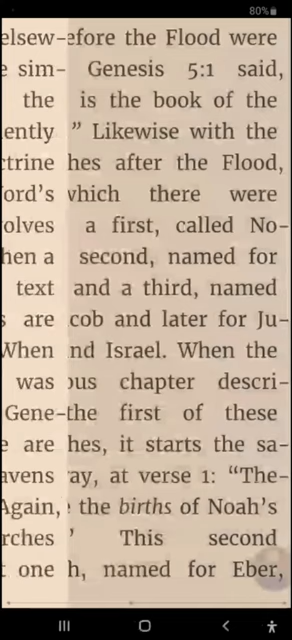 80%
elsew- efore the Flood were
e sim- Genesis 5:1 said,
the is the book of the
ently ” Likewise with the
ctrine hes after the Flood,
ord's which there were
olves a first, called No-
hen a second, named for
text and a third, named
s are cob and later for Ju-
When nd Israel. When the
was ous chapter descri-
Gene- the first of these
e are hes, it starts the sa-
avens ray, at verse 1: “The-
Again, the births of Noah’s
rches ’ This second
t one h, named for Eber,